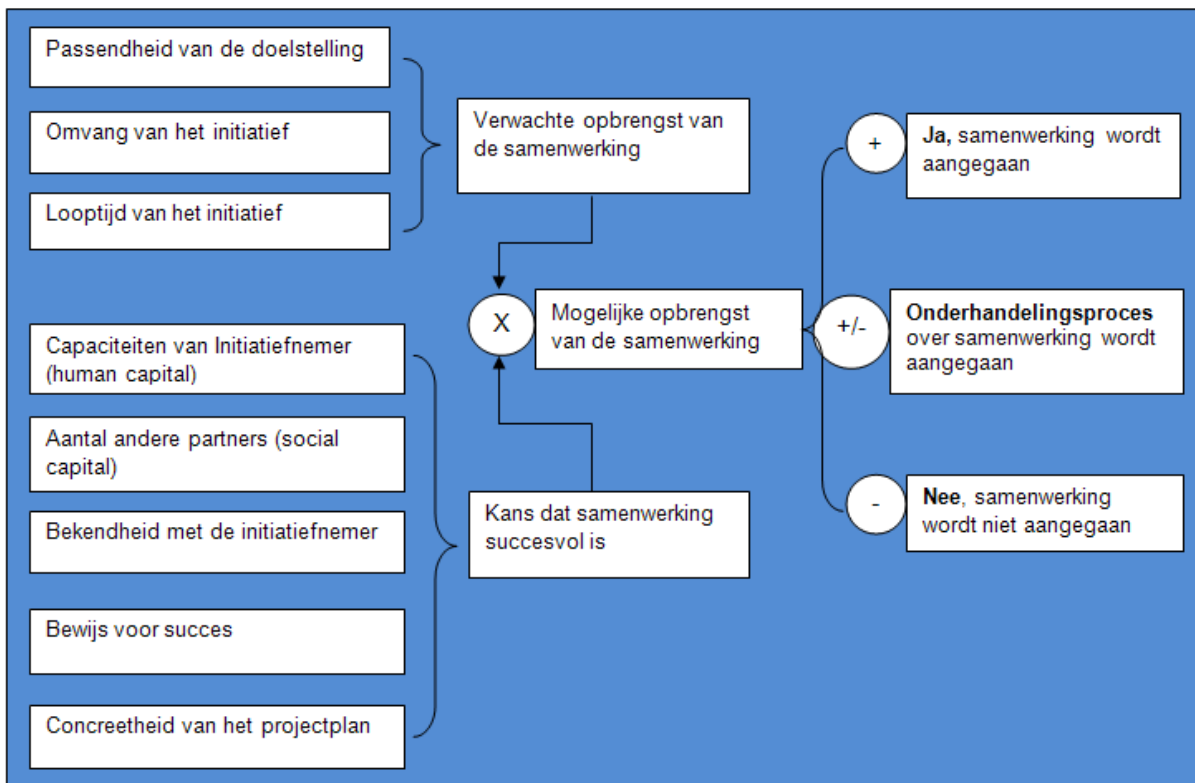 Passendheid van de doelstelling
Omvang van het initiatief
Looptijd van het initiatief
Verwachte opbrengst van
de samenwerking
Capaciteiten van Initiatiefnemer
(human capital)
Aantal andere partners (social
capital)
Bekendheid met de initiatiefnemer
Bewijs voor succes
Concreetheid van het projectplan
Kans dat samenwerking
succesvol is
X
Mogelijke opbrengst
van de samenwerking
+
Ja, samenwerking wordt
aangegaan
+/-
Onderhandelingsproces
over samenwerking wordt
aangegaan
-
Nee, samenwerking
wordt niet aangegaan